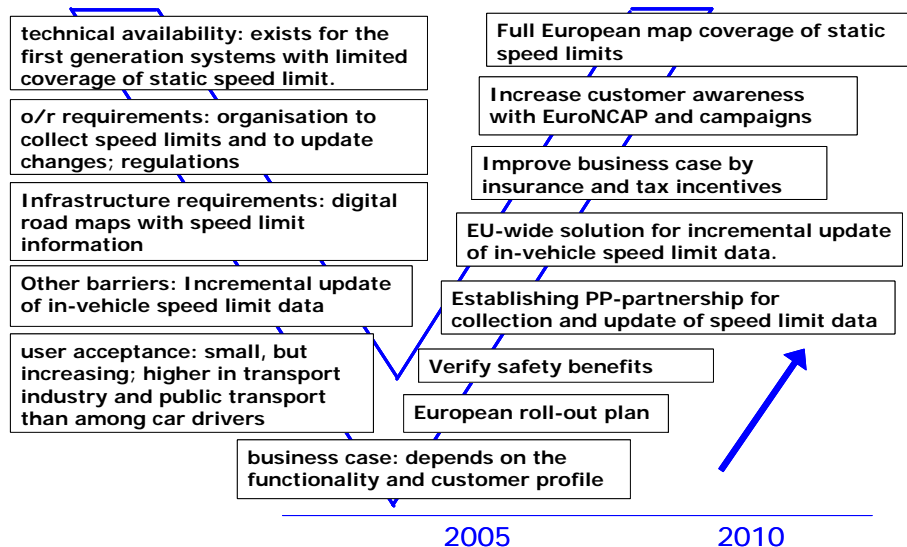 technical availability: exists for the
first generation systems with limited
coverage of static speed limit.
o/r requirements: organisation to
collect speed limits and to update
changes; regulations
Infrastructure requirements: digital
road maps with speed limit
information
Other barriers: Incremental update
of in-vehicle speed limit data
user acceptance: small, but
increasing; higher in transport
industry and public transport
than among car drivers
business case: depends on the
functionality and customer profile
Full European map coverage of static
speed limits
Increase customer awareness
with EuroNCAP and campaigns
Improve business case by
insurance and tax incentives
EU-wide solution for incremental update
of in-vehicle speed limit data.
Establishing PP-partnership for
collection and update of speed limit data
Verify safety benefits
European roll-out plan
2005
2010